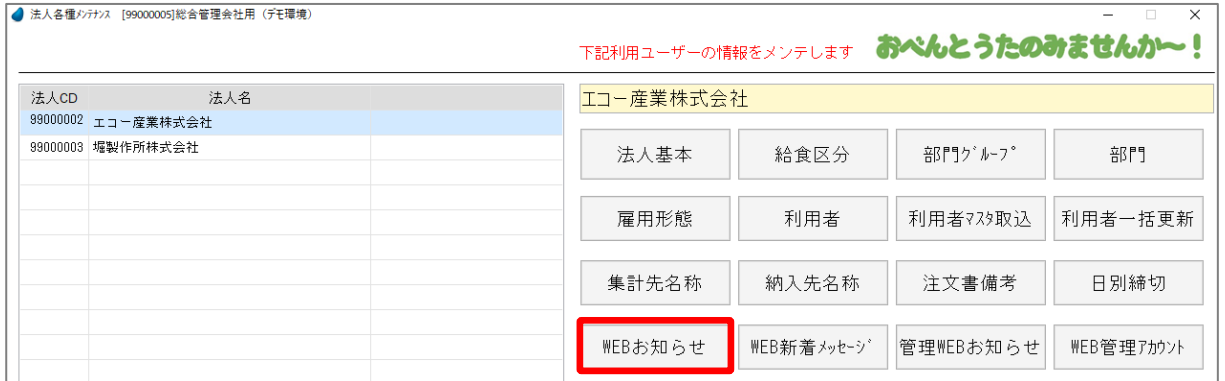 法人各種ﾒﾝﾃﾅﾝｽ [99000005]総合管理会社用（ﾃﾞﾓ環境）
下記利用ユーザーの情報をメンテします おべんとうたのみませんか～！
法人CD 法人名
99000002 エコー産業株式会社
99000003 堀製作所株式会社
エコー産業株式会社
法人基本 給食区分 部門ｸﾞﾙｰﾌﾟ 部門
雇用形態 利用者 利用者ﾏｽﾀ取込 利用者一括更新
集計先名称 納入先名称 注文書備考 日別締切
WEBお知らせ WEB新着ﾒｯｾｰｼﾞ 管理WEBお知らせ WEB管理ｱｶｳﾝﾄ